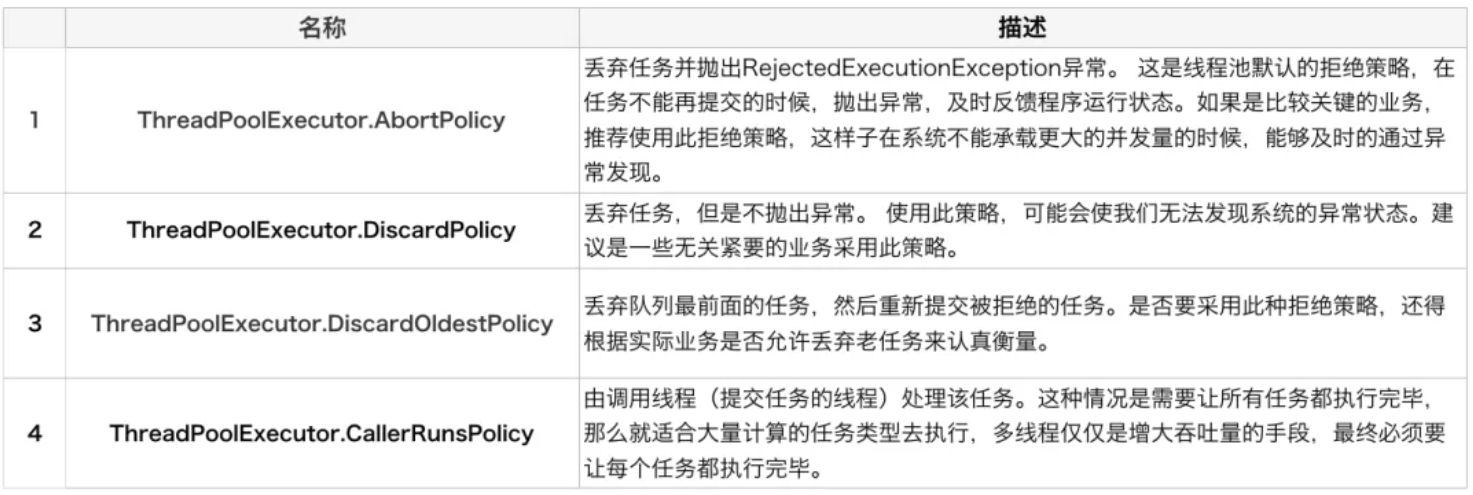 名称
描述
1
ThreadPoolExecutor.AbortPolicy
丢弃任务并抛出RejectedExecutionException异常。 这是线程池默认的拒绝策略，在
任务不能再提交的时候，抛出异常，及时反馈程序运行状态。如果是比较关键的业务，
推荐使用此拒绝策略，这样子在系统不能承载更大的并发量的时候，能够及时的通过异
常发现。
2
ThreadPoolExecutor.DiscardPolicy
丢弃任务，但是不抛出异常。 使用此策略，可能会使我们无法发现系统的异常状态。建
议是一些无关紧要的业务采用此策略。
3
ThreadPoolExecutor.DiscardOldestPolicy
丢弃队列最前面的任务，然后重新提交被拒绝的任务。是否要采用此种拒绝策略，还得
根据实际业务是否允许丢弃老任务来认真衡量。
4
ThreadPoolExecutor.CallerRunsPolicy
由调用线程（提交任务的线程）处理该任务。这种情况是需要让所有任务都执行完毕，
那么就适合大量计算的任务类型去执行，多线程仅仅是增大吞吐量的手段，最终必须要
让每个任务都执行完毕。